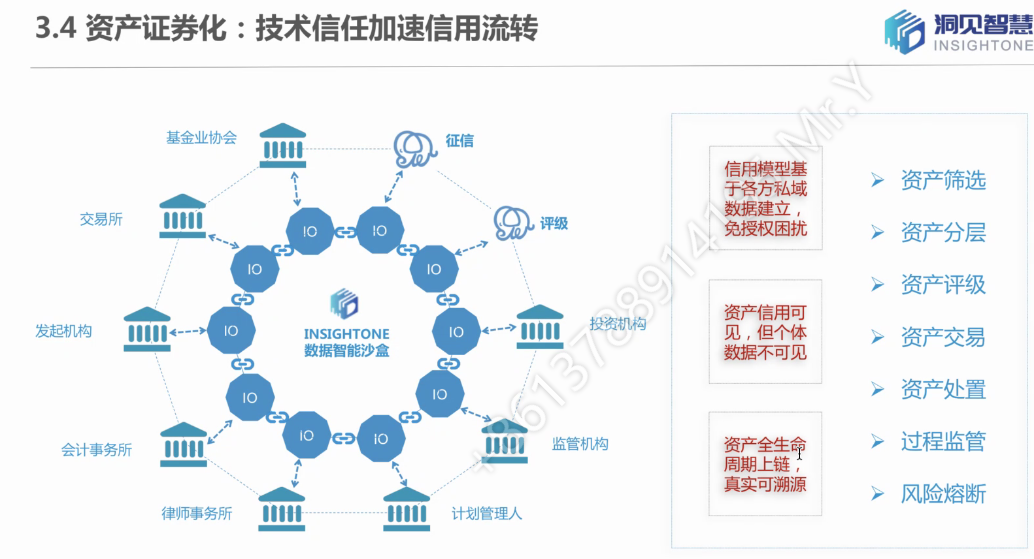 3.4 资产证券化：技术信任加速信用流转
洞见智慧
INSIGHTONE
基金业协会
征信
交易所
评级
发起机构
投资机构
会计事务所
监管机构
律师事务所
计划管理人
IO
IO
IO
IO
IO
IO
IO
IO
IO
IO
INSIGHTONE
数据智能沙盒
信用模型基
于各方私域
数据建立，
免授权困扰
资产信用可
见，但个体
数据不可见
资产全生命
周期上链，
真实可溯源
资产筛选
资产分层
资产评级
资产交易
资产处置
过程监管
风险熔断
Mr.Y